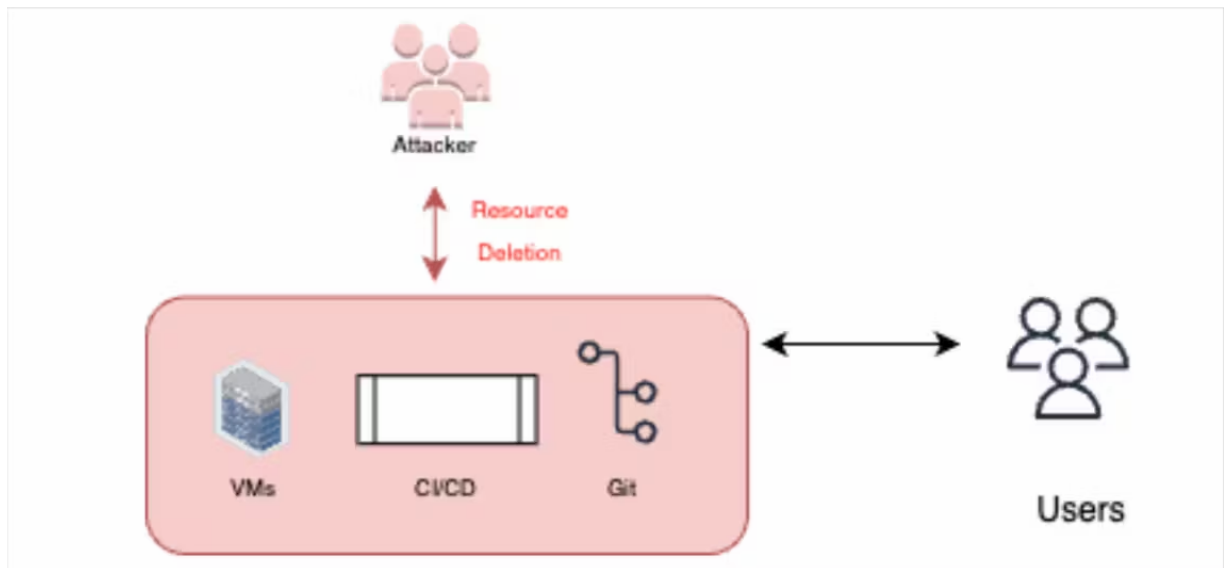 Attacker
Resource
Deletion
VMs
CI/CD
Git
Users